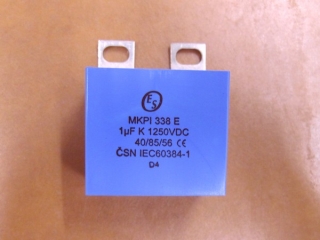 ES
MKPI 338 E
1µF K 1250VDC
40/85/56 CE
ČSN IEC60384-1
D4